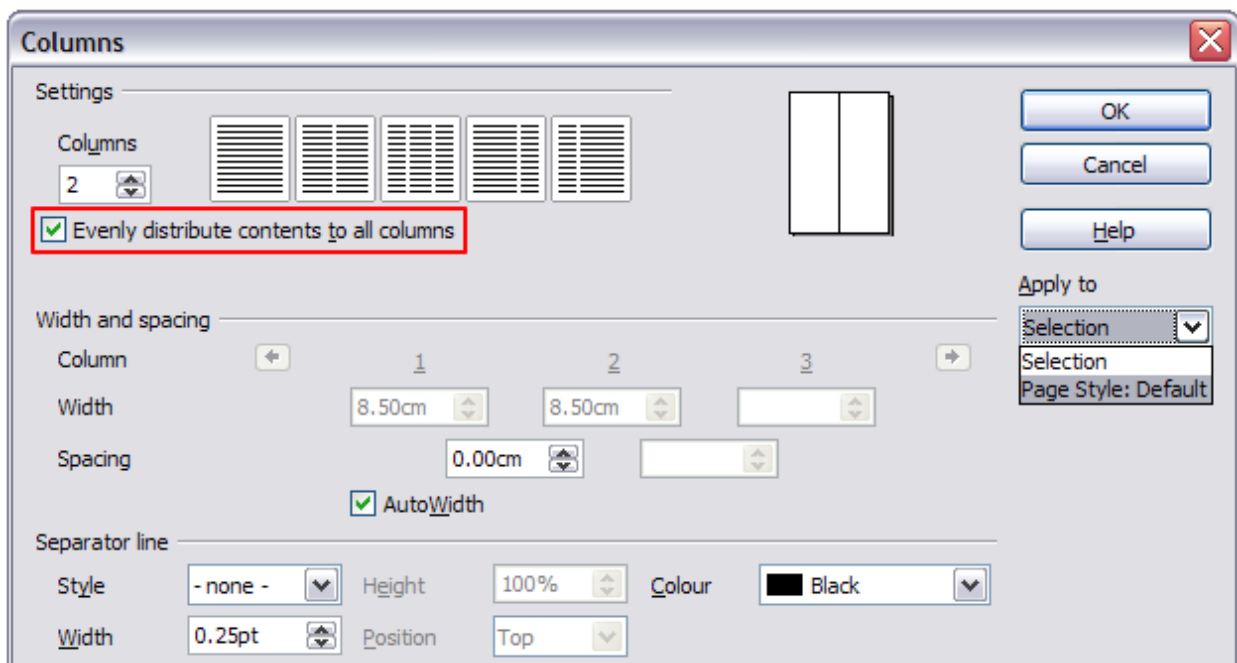 Columns
Settings
OK
Columns
Cancel
2
Evenly distribute contents to all columns
Help
Apply to
Width and spacing
Selection
Column 1 2 3
Selection
Width 8.50cm 8.50cm
Page Style: Default
Spacing 0.00cm
AutoWidth
Separator line
Style - none - Height 100% Colour Black
Width 0.25pt Position Top